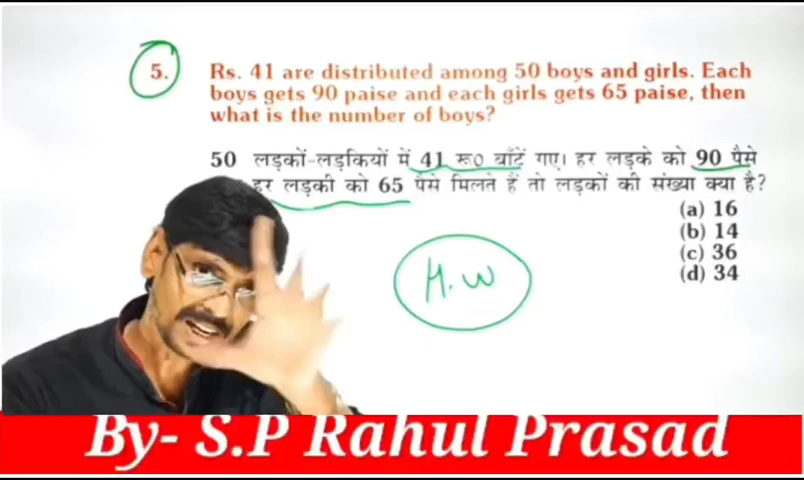 5. Rs. 41 are distributed among 50 boys and girls. Each
boys gets 90 paise and each girls gets 65 paise, then
what is the number of boys?
50 लड़कों-लड़कियों में 41 रू0 बाँटें गए। हर लड़के को 90 पैसे
हर लड़की को 65 पैसे मिलते हैं तो लड़कों की संख्या क्या है?
(a) 16
(b) 14
(c) 36
(d) 34
H.W
By- S.P Rahul Prasad